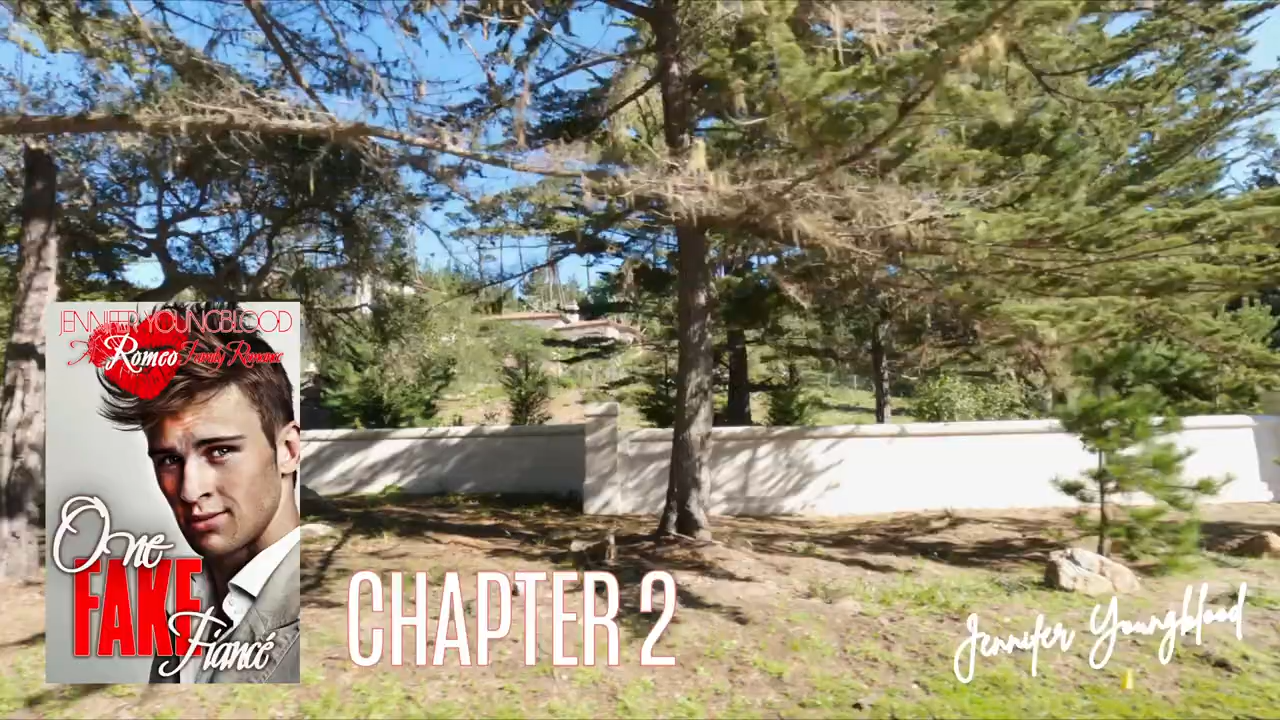 JENNIFER YOUNGBLOOD
A Romeo Family Romance
One
FAKE
Fiancé
CHAPTER 2
Jennifer Youngblood